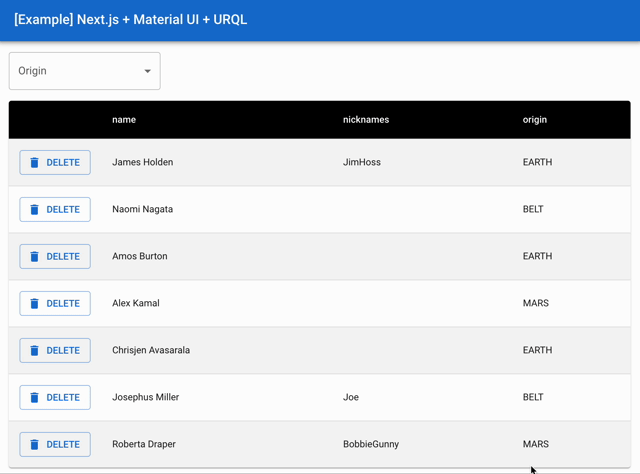 [Example] Next.js + Material UI + URQL
Origin
name nicknames origin
DELETE James Holden JimHoss EARTH
DELETE Naomi Nagata BELT
DELETE Amos Burton EARTH
DELETE Alex Kamal MARS
DELETE Chrisjen Avasarala EARTH
DELETE Josephus Miller Joe BELT
DELETE Roberta Draper BobbieGunny MARS